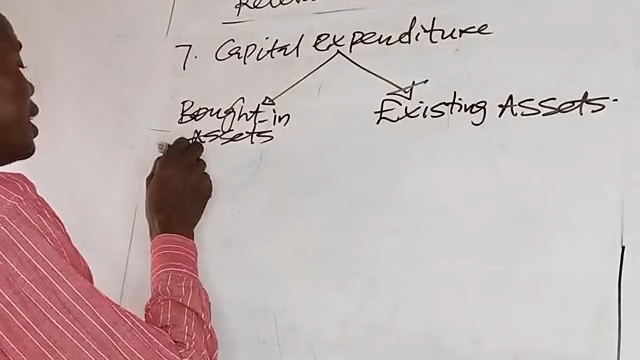 7. Capital expenditure
Bought in
Assets
Existing Assets.